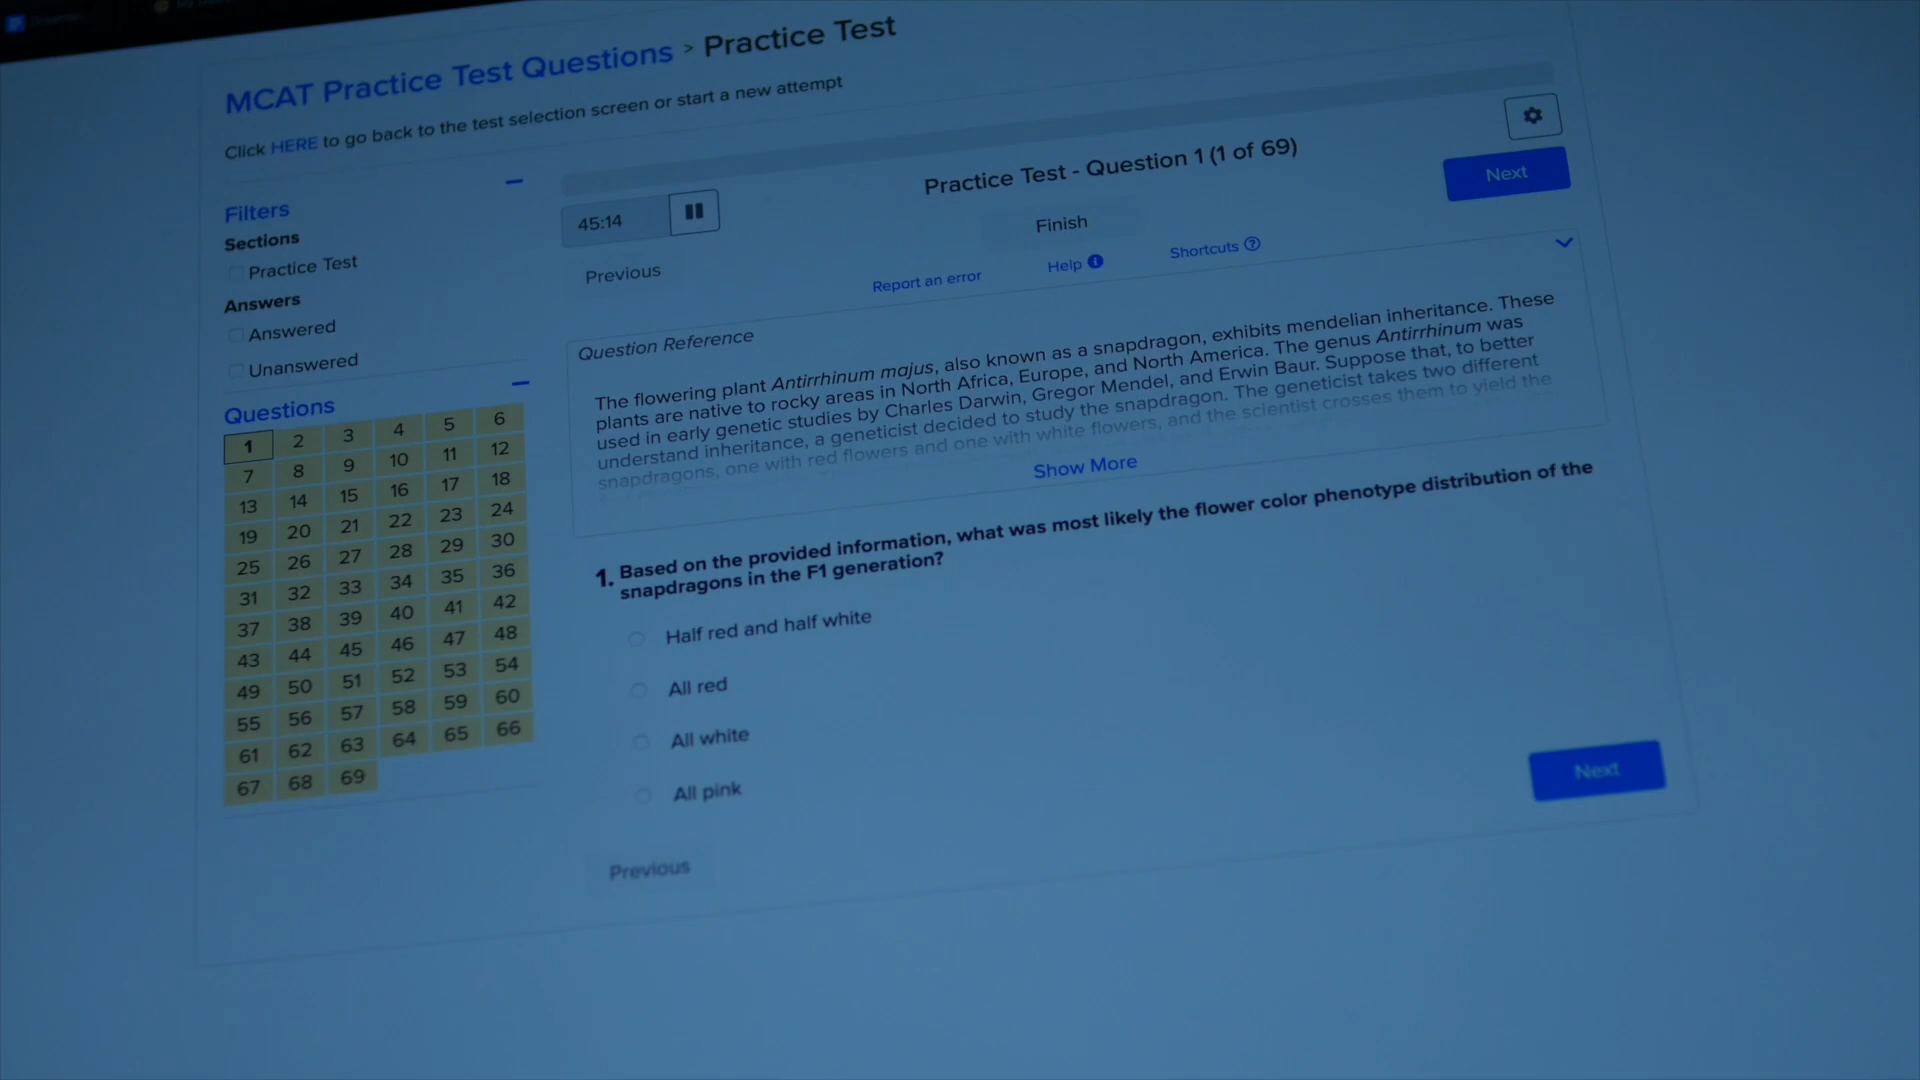 MCAT Practice Test Questions > Practice Test
Click HERE to go back to the test selection screen or start a new attempt
Filters
Sections
Practice Test
Answers
Answered
Unanswered
Questions
1 2 3 4 5 6
7 8 9 10 11 12
13 14 15 16 17 18
19 20 21 22 23 24
25 26 27 28 29 30
31 32 33 34 35 36
37 38 39 40 41 42
43 44 45 46 47 48
49 50 51 52 53 54
55 56 57 58 59 60
61 62 63 64 65 66
67 68 69
Practice Test - Question 1 (1 of 69)
45:14
Next
Finish
Previous
Report an error
Help
Shortcuts
Question Reference
The flowering plant Antirrhinum majus, also known as a snapdragon, exhibits mendelian inheritance. These
plants are native to rocky areas in North Africa, Europe, and North America. The genus Antirrhinum was
used in early genetic studies by Charles Darwin, Gregor Mendel, and Erwin Baur. Suppose that, to better
understand inheritance, a geneticist decided to study the snapdragon. The geneticist takes two different
snapdragons, one with red flowers and one with white flowers, and the scientist crosses them to yield the
Show More
1. Based on the provided information, what was most likely the flower color phenotype distribution of the
snapdragons in the F1 generation?
Half red and half white
All red
All white
All pink
Next
Previous